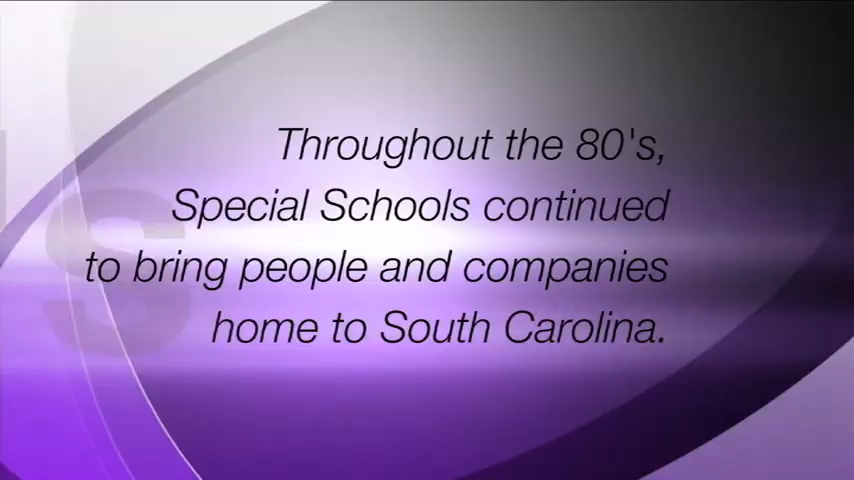 Throughout the 80's,
Special Schools continued
to bring people and companies
home to South Carolina.